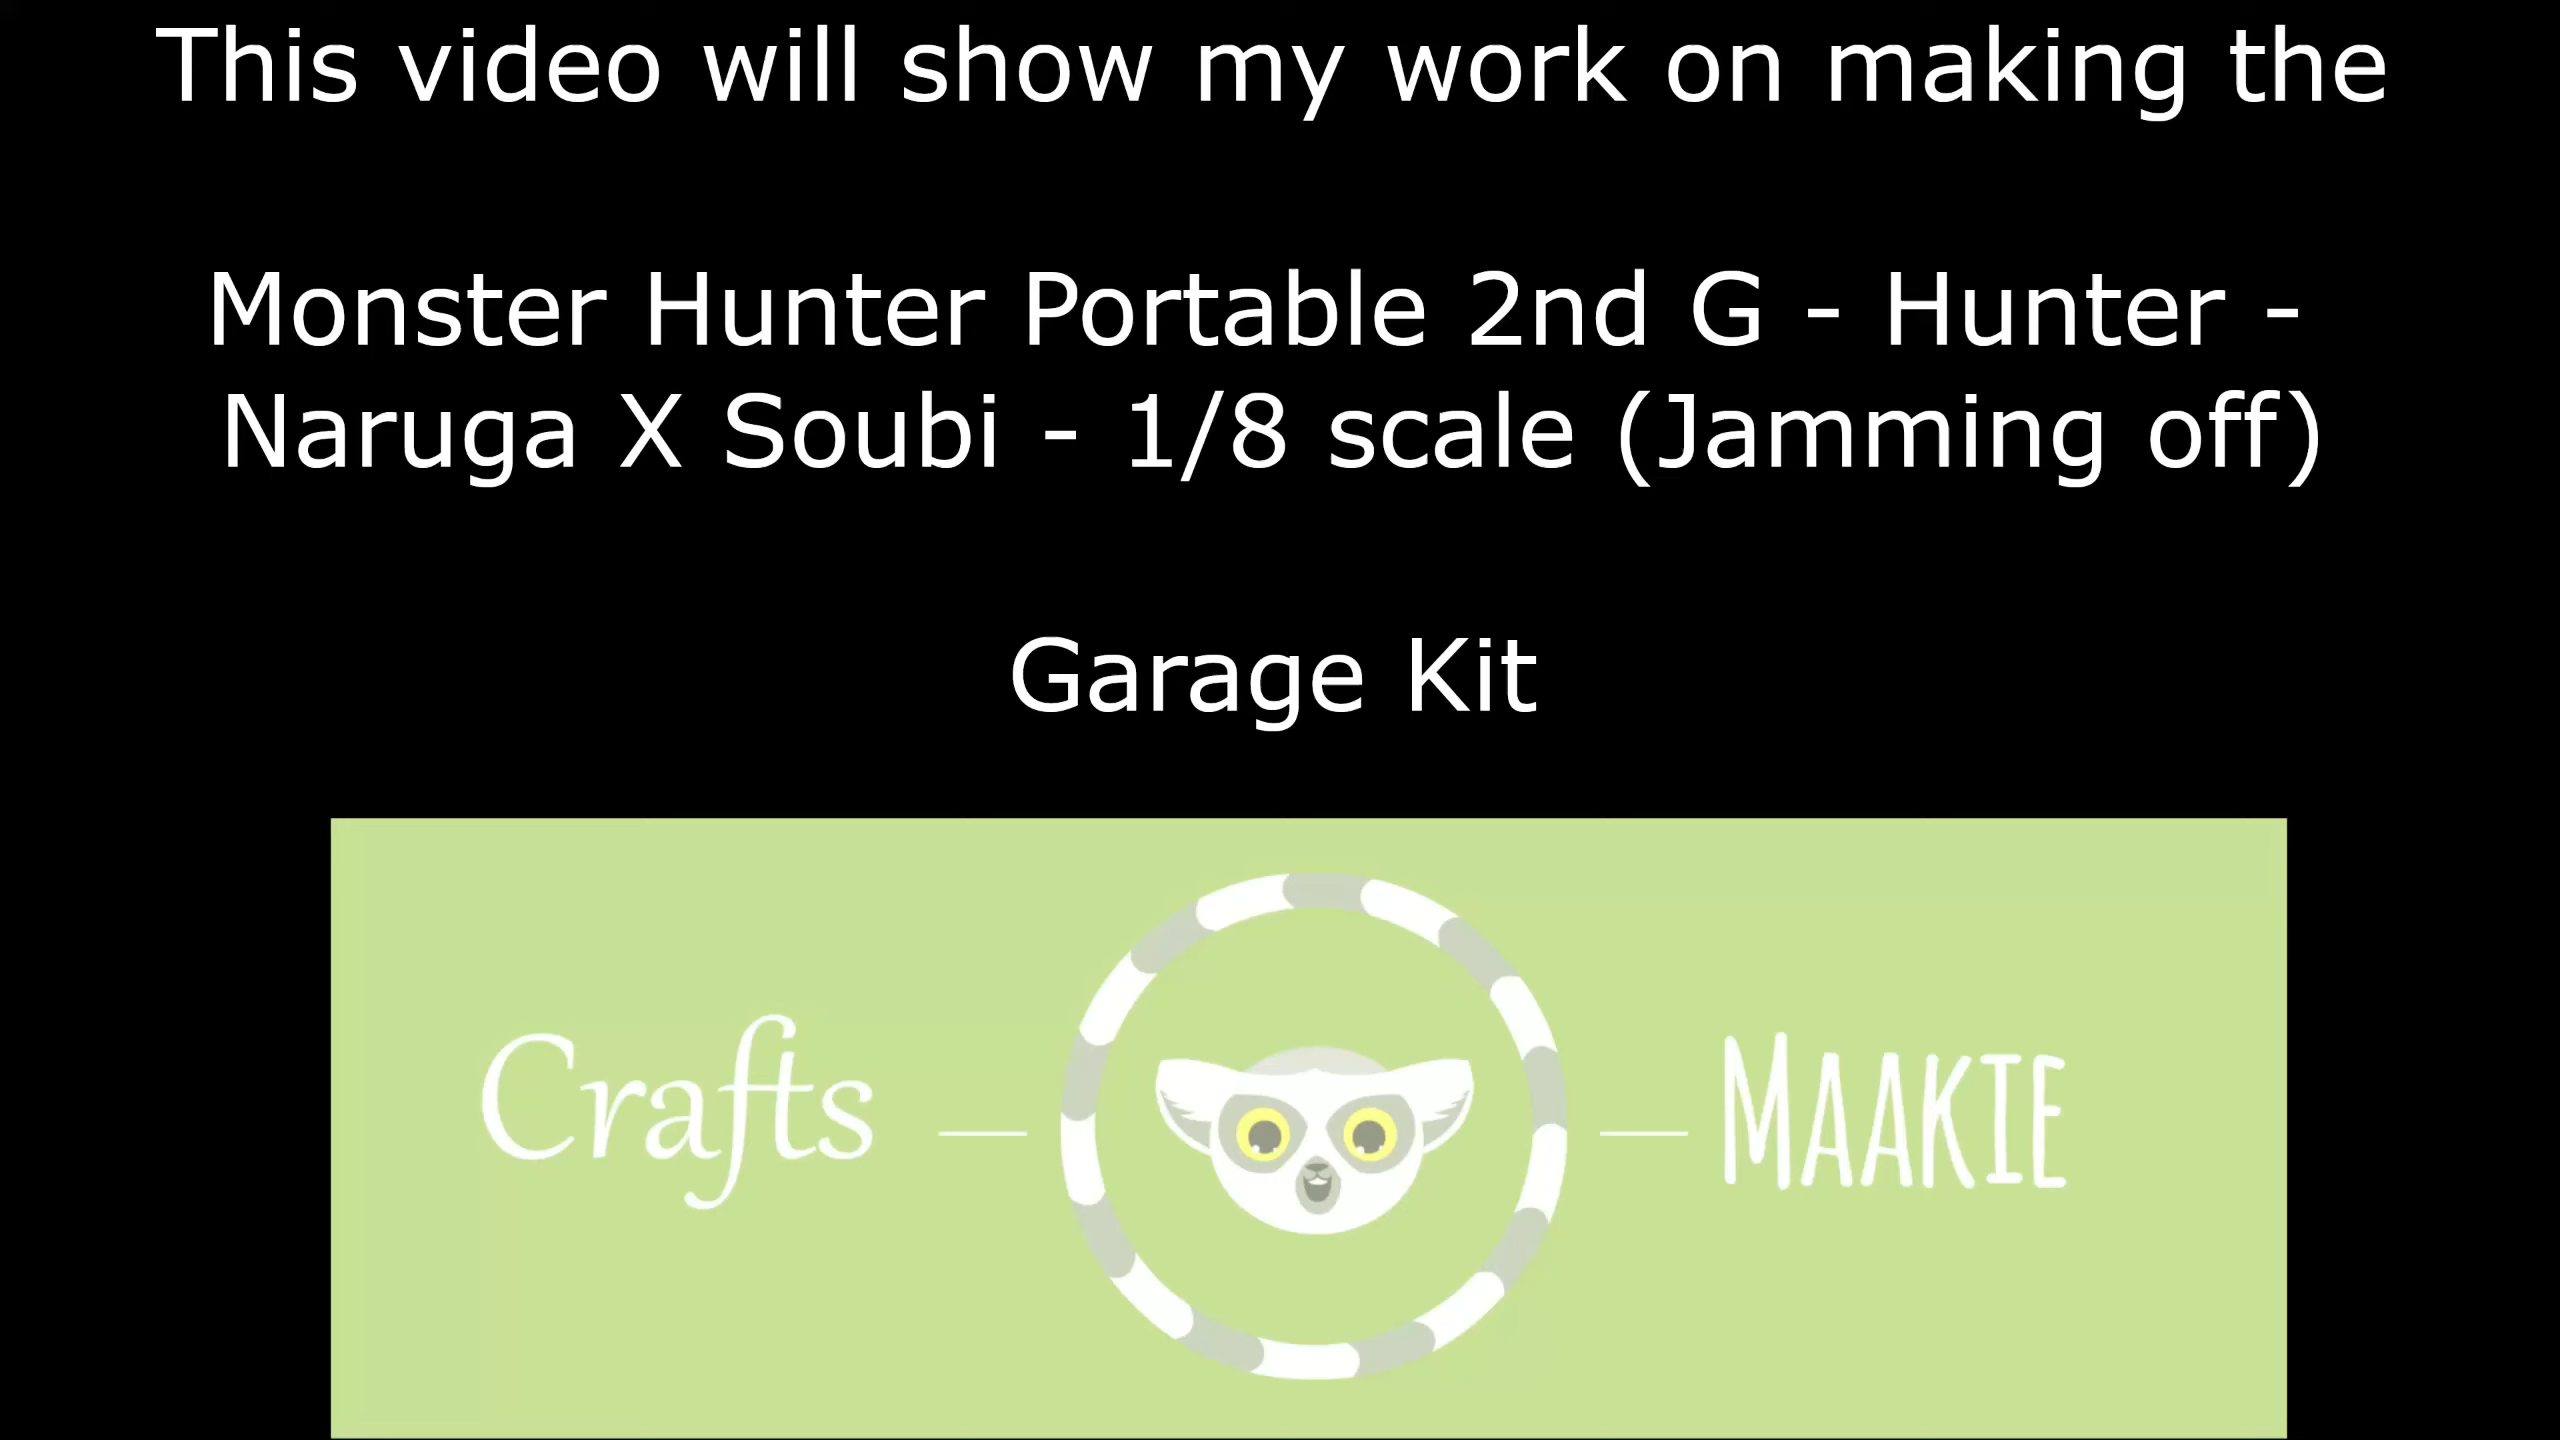 This video will show my work on making the
Monster Hunter Portable 2nd G - Hunter -
Naruga X Soubi - 1/8 scale (Jamming off)
Garage Kit
Crafts — MAAKIE